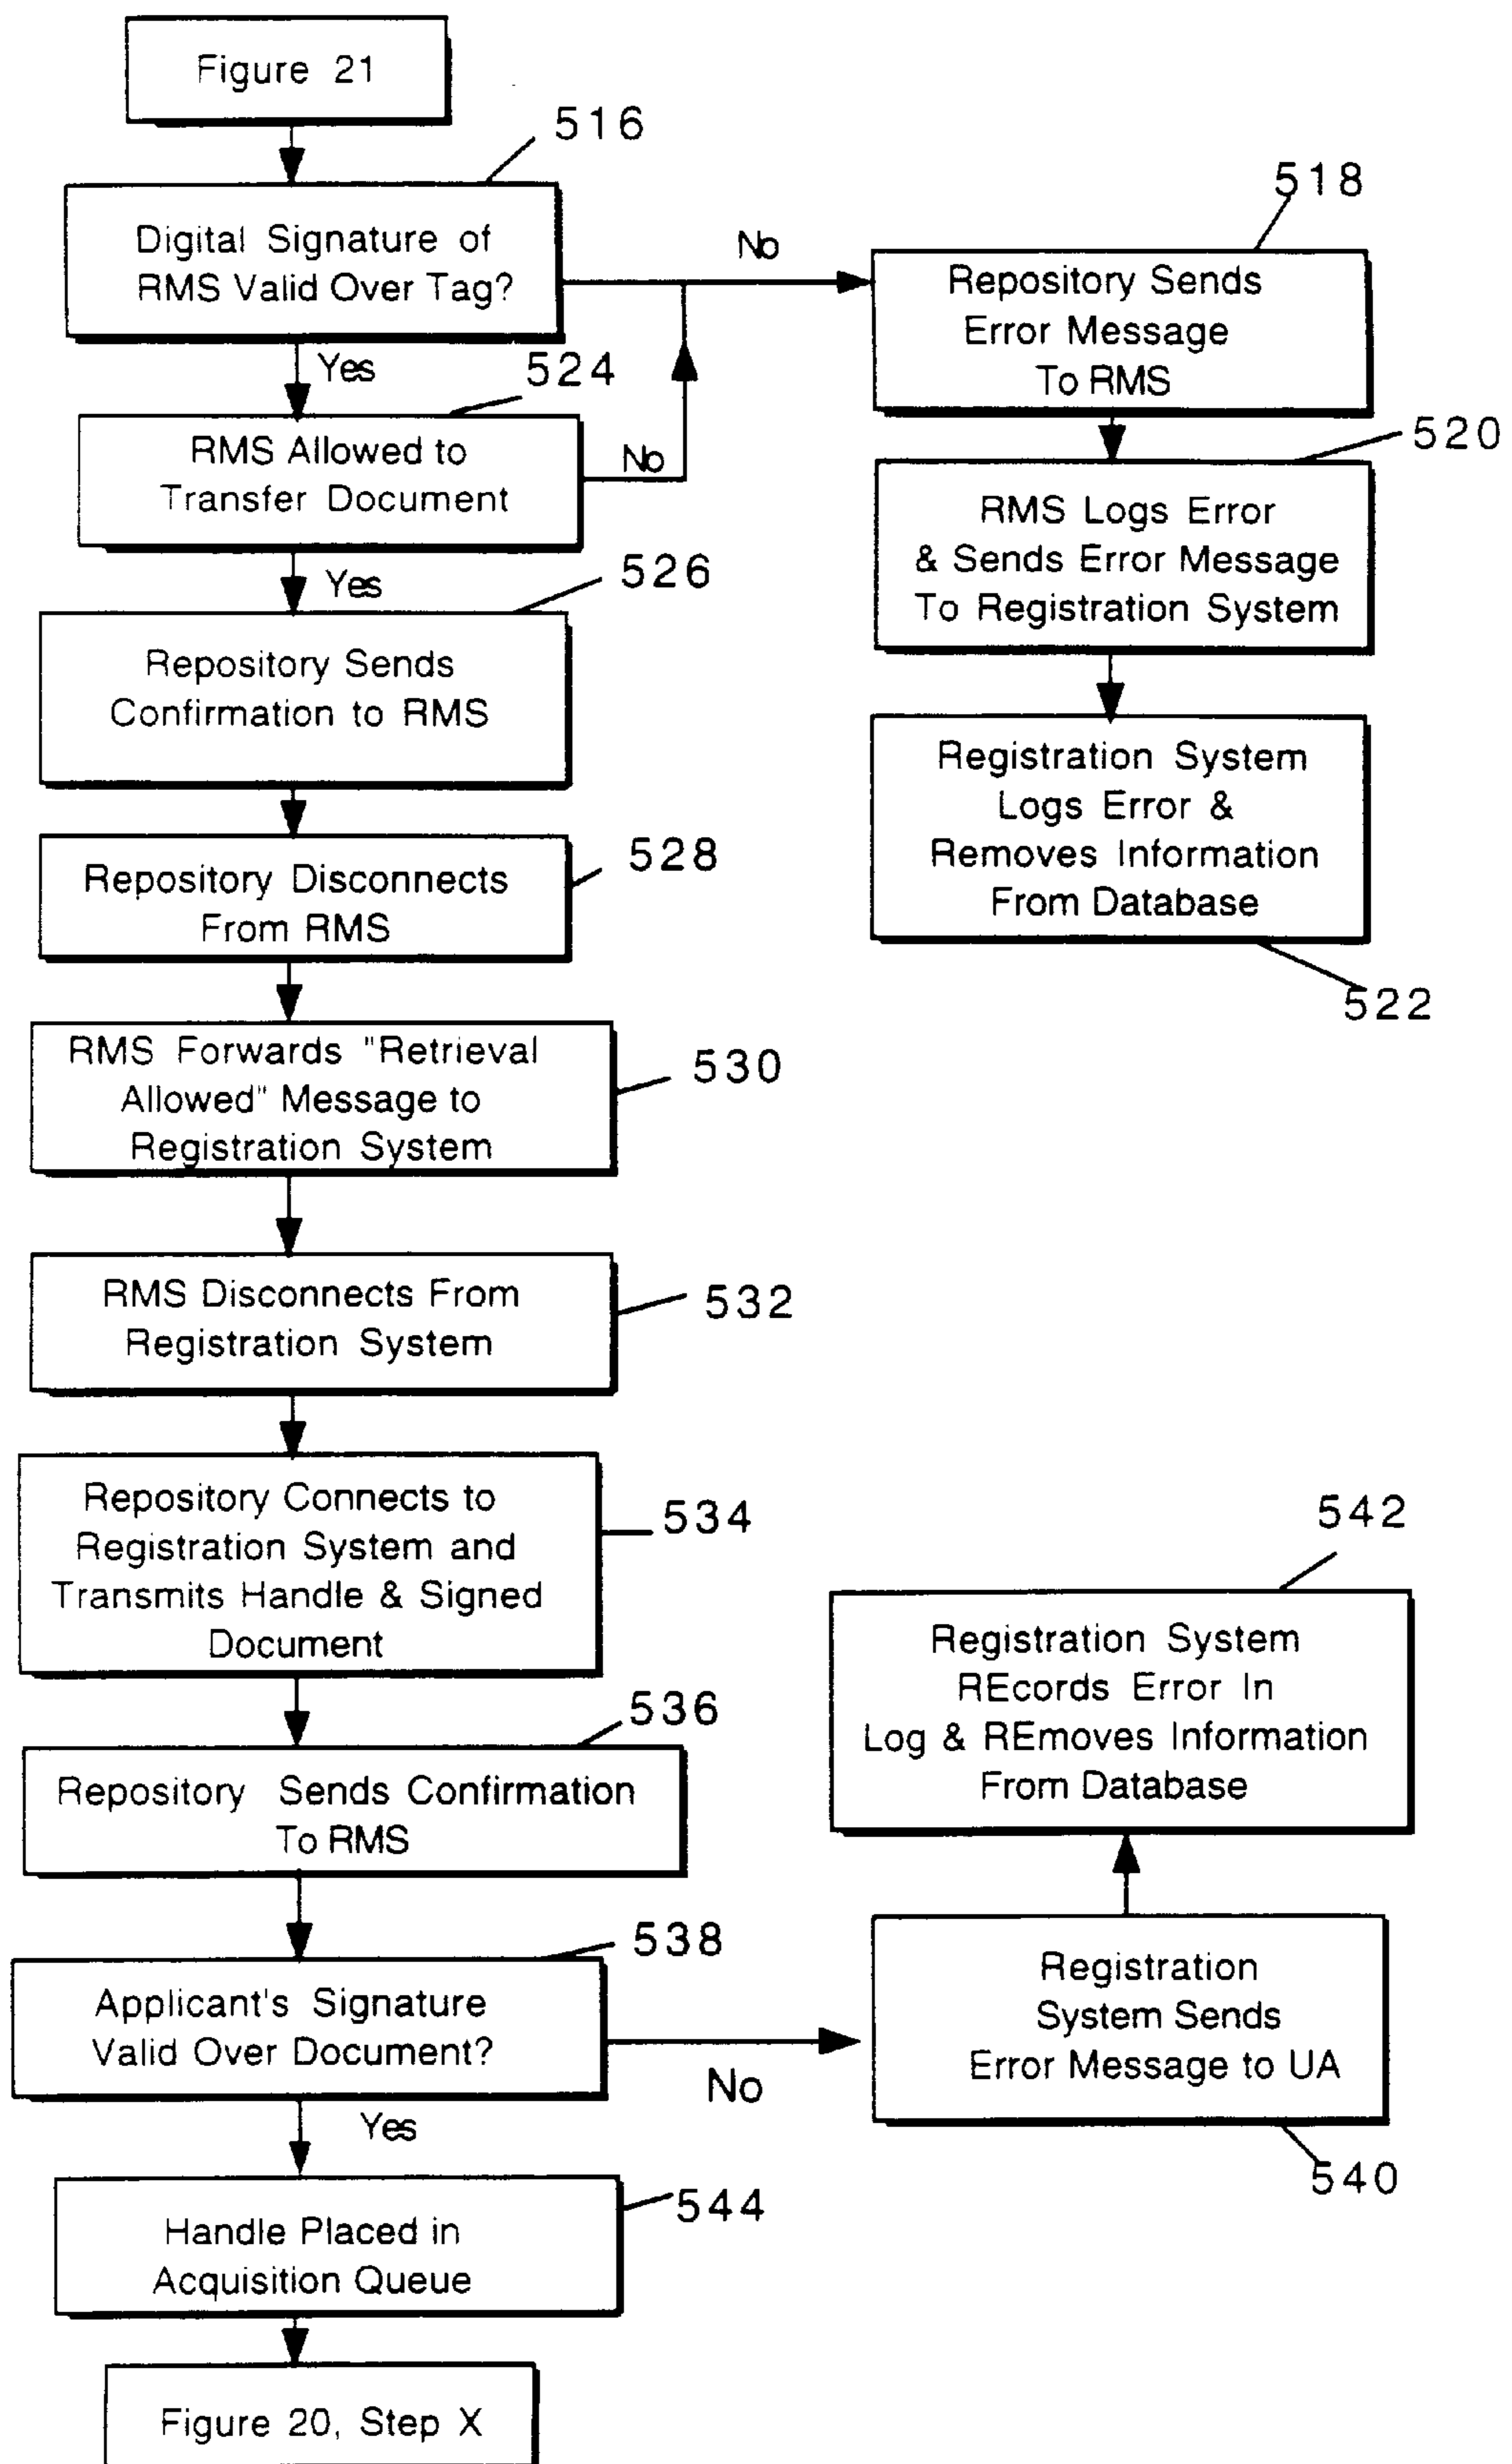 Figure 21
516
Digital Signature of
RMS Valid Over Tag?
No
518
Repository Sends
Error Message
To RMS
Yes
524
RMS Allowed to
Transfer Document
No
520
RMS Logs Error
& Sends Error Message
To Registration System
Yes
526
Repository Sends
Confirmation to RMS
Registration System
Logs Error &
Removes Information
From Database
522
528
Repository Disconnects
From RMS
530
RMS Forwards "Retrieval
Allowed" Message to
Registration System
532
RMS Disconnects From
Registration System
534
Repository Connects to
Registration System and
Transmits Handle & Signed
Document
542
Registration System
REcords Error In
Log & REmoves Information
From Database
536
Repository Sends Confirmation
To RMS
538
Applicant's Signature
Valid Over Document?
No
Registration
System Sends
Error Message to UA
540
Yes
544
Handle Placed in
Acquisition Queue
Figure 20, Step X